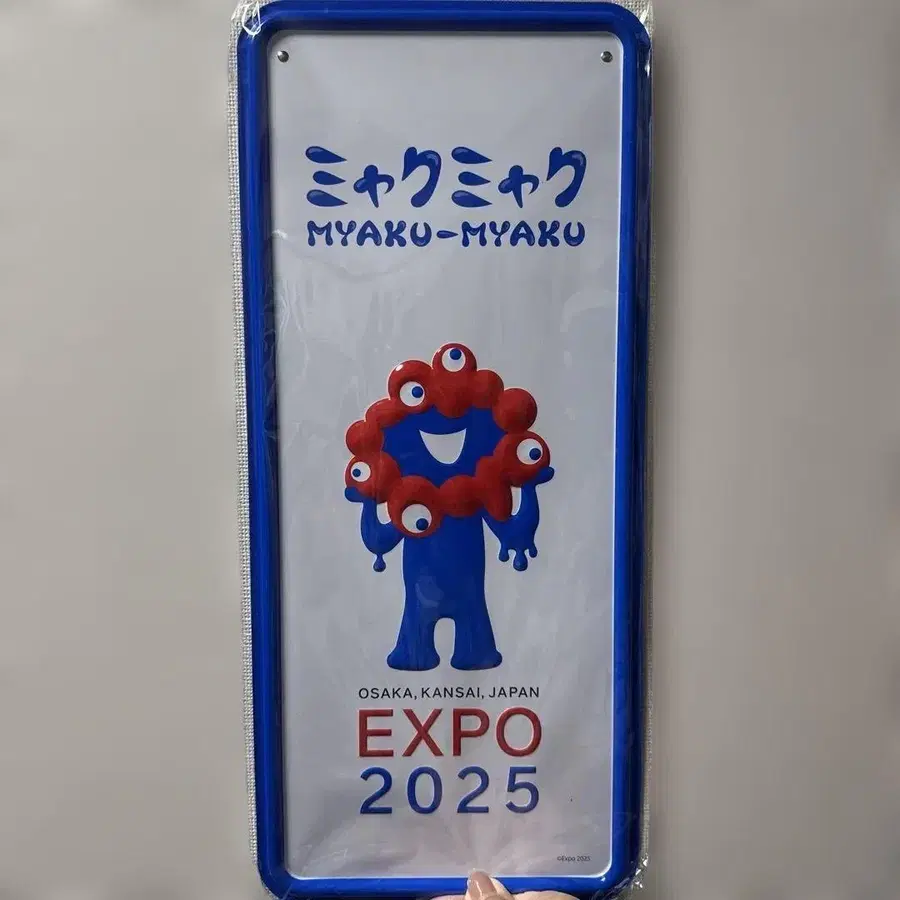 ミャクミャク
MYAKU-MYAKU
OSAKA, KANSAI, JAPAN
EXPO
2025
©Expo 2025